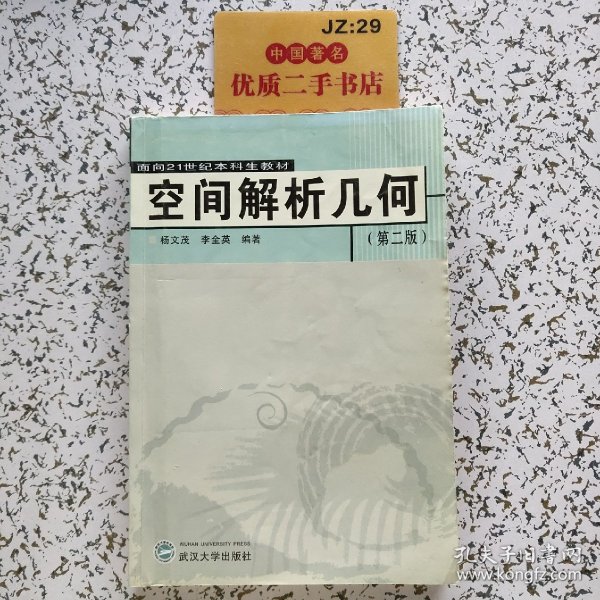 JZ:29
中国著名
优质二手书店
面向21世纪本科生教材
空间解析几何
（第二版）
杨文茂 李金英 编著
WUHAN UNIVERSITY PRESS
武汉大学出版社
孔夫子旧书网
www.kongfz.com